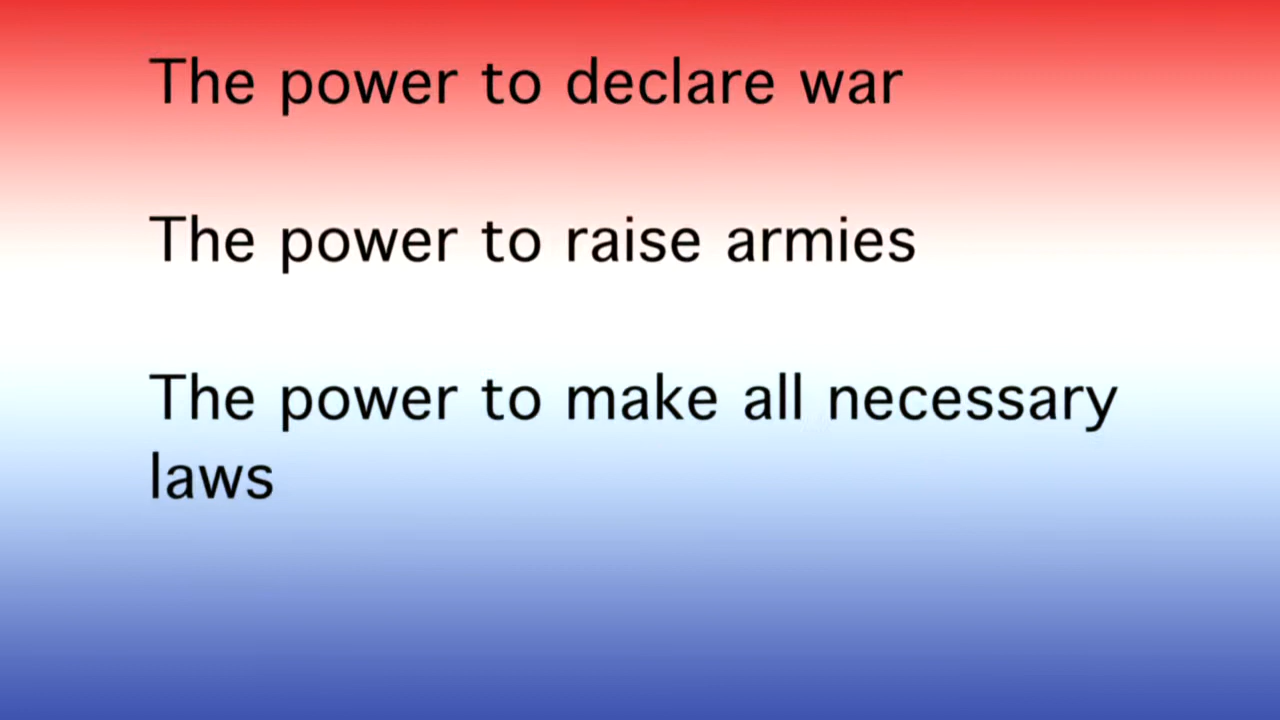 The power to declare war
The power to raise armies
The power to make all necessary
laws